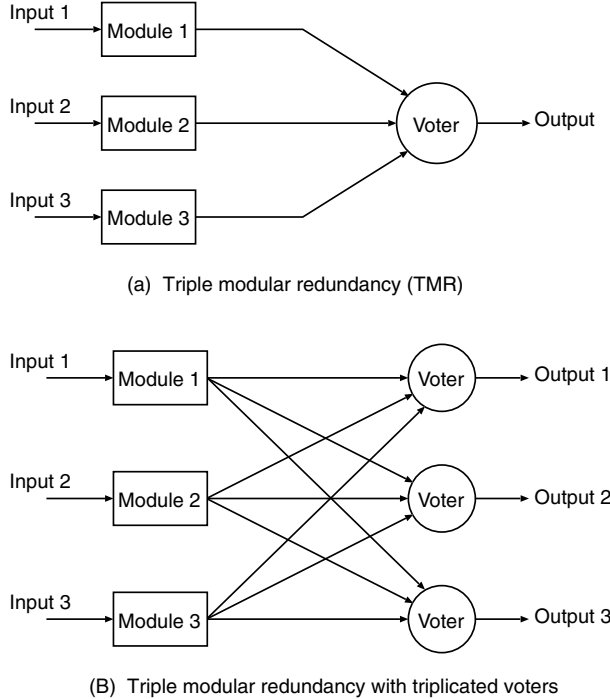 Input 1
Module 1
Input 2
Module 2
Voter
Output
Input 3
Module 3
(a) Triple modular redundancy (TMR)
Input 1
Module 1
Voter
Output 1
Input 2
Module 2
Voter
Output 2
Input 3
Module 3
Voter
Output 3
(B) Triple modular redundancy with triplicated voters